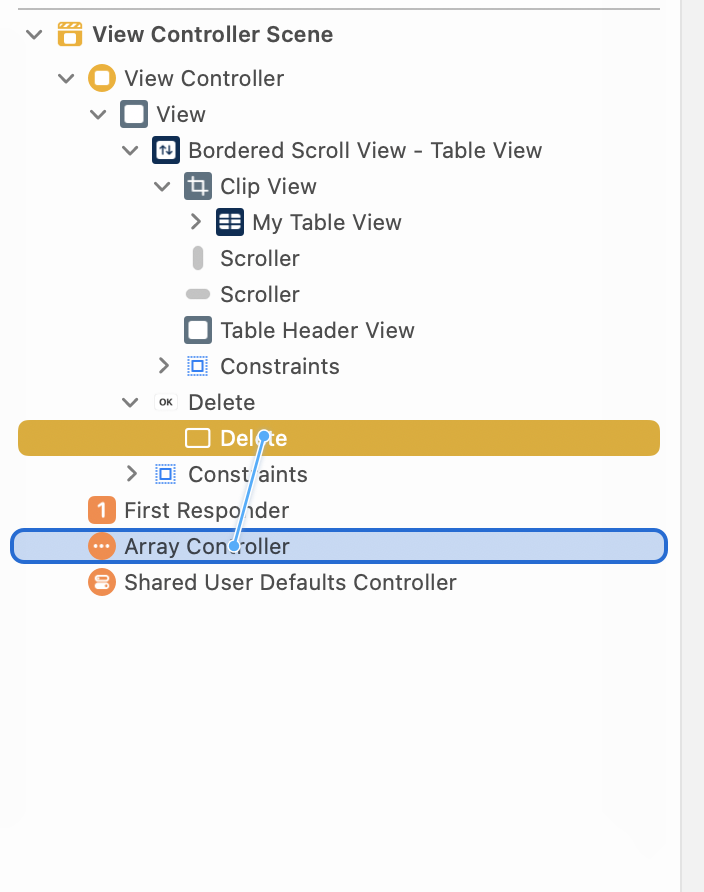 View Controller Scene
View Controller
View
Bordered Scroll View - Table View
Clip View
My Table View
Scroller
Scroller
Table Header View
Constraints
OK Delete
Delete
Constraints
1 First Responder
Array Controller
Shared User Defaults Controller